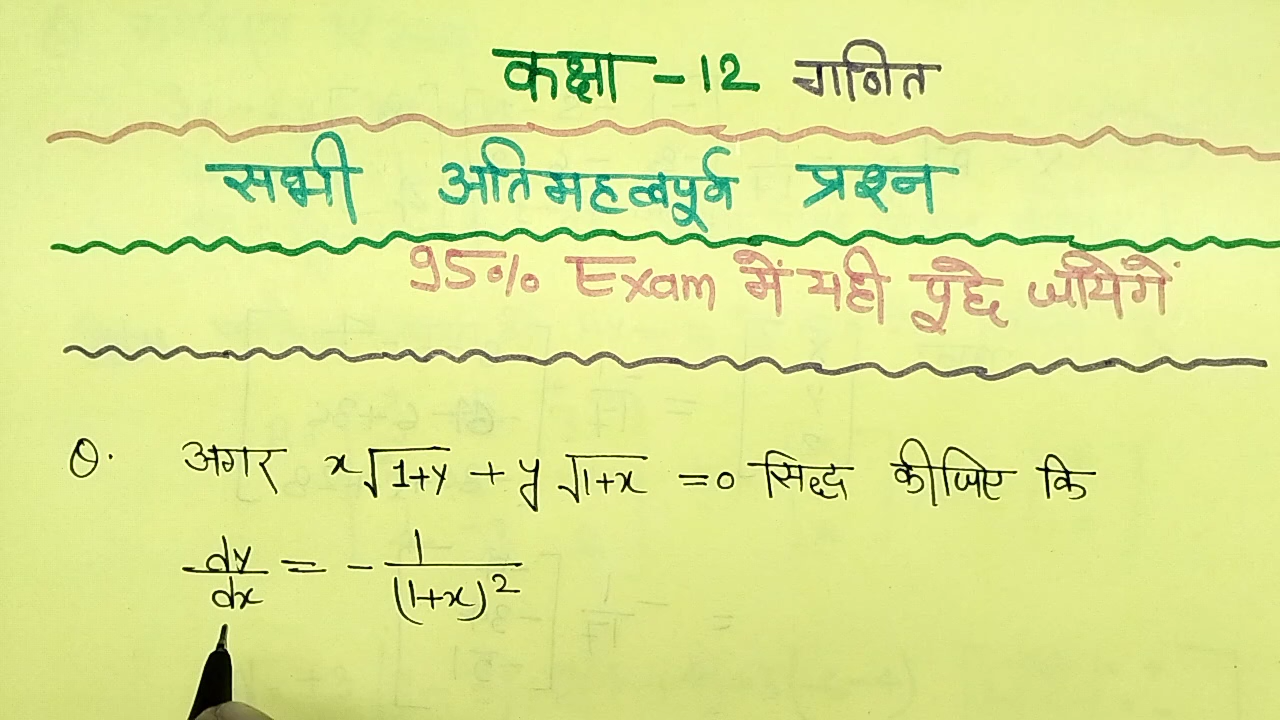 कक्षा - 12 गणित
सभी अतिमहत्वपूर्ण प्रश्न
95% Exam में यही पूछे जायेगें
Q. अगर x√1+y + y√1+x = 0 सिद्ध कीजिए कि
dy/dx = - 1/(1+x)²